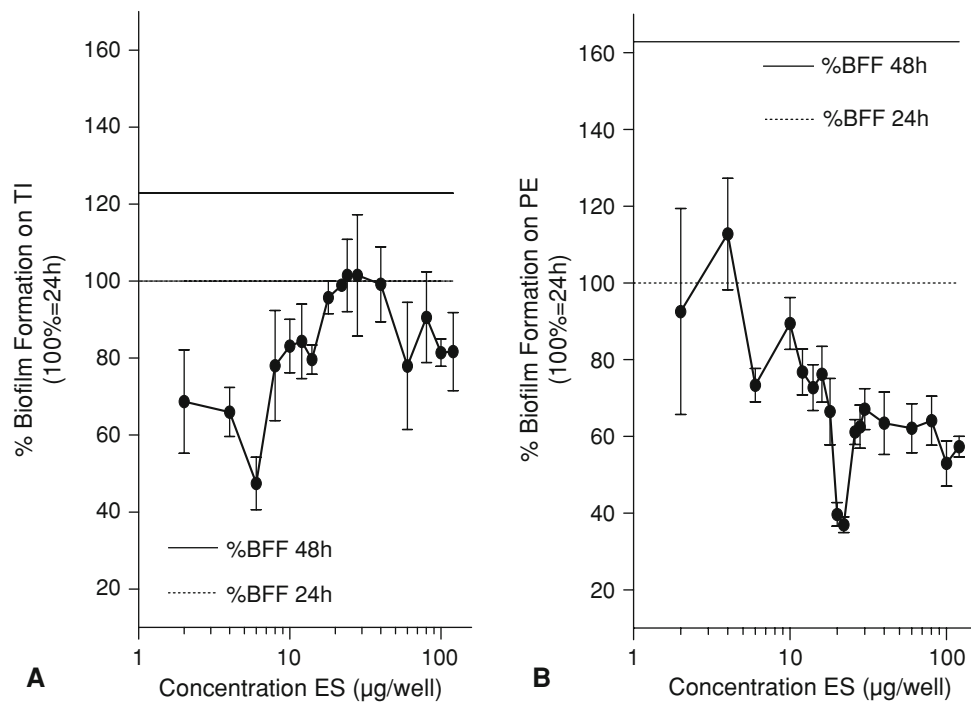 % Biofilm Formation on TI
(100%=24h)
160
140
120
100
80
60
40
20
%BFF 48h
%BFF 24h
1
10
100
Concentration ES (µg/well)
A
% Biofilm Formation on PE
(100%=24h)
160
140
120
100
80
60
40
20
%BFF 48h
%BFF 24h
1
10
100
Concentration ES (µg/well)
B